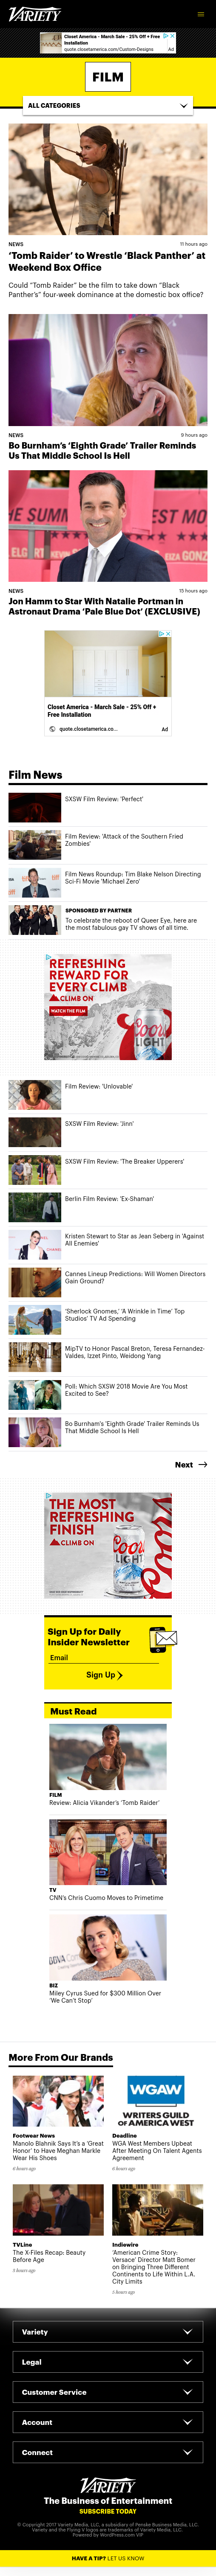 VARIETY
Closet America - March Sale - 25% Off + Free
Installation
quote.closetamerica.com/Custom-Designs
Ad
FILM
ALL CATEGORIES
NEWS
11 hours ago
‘Tomb Raider’ to Wrestle ‘Black Panther’ at
Weekend Box Office
Could “Tomb Raider” be the film to take down “Black
Panther’s” four-week dominance at the domestic box office?
NEWS
9 hours ago
Bo Burnham’s ‘Eighth Grade’ Trailer Reminds
Us That Middle School Is Hell
THE SUMME
EIZA GONZ
NEWS
15 hours ago
Jon Hamm to Star With Natalie Portman in
Astronaut Drama ‘Pale Blue Dot’ (EXCLUSIVE)
Closet America - March Sale - 25% Off +
Free Installation
quote.closetamerica.co...
Ad
Film News
SXSW Film Review: ‘Perfect’
Film Review: ‘Attack of the Southern Fried
Zombies’
Film News Roundup: Tim Blake Nelson Directing
Sci-Fi Movie ‘Michael Zero’
SPONSORED BY PARTNER
To celebrate the reboot of Queer Eye, here are
the most fabulous gay TV shows of all time.
REFRESHING
REWARD FOR
EVERY CLIMB
CLIMB ON
WATCH THE FILM
Coors
LIGHT
Film Review: ‘Unlovable’
SXSW Film Review: ‘Jinn’
SXSW Film Review: ‘The Breaker Upperers’
Berlin Film Review: ‘Ex-Shaman’
Kristen Stewart to Star as Jean Seberg in ‘Against
All Enemies’
Cannes Lineup Predictions: Will Women Directors
Gain Ground?
‘Sherlock Gnomes,’ ‘A Wrinkle in Time’ Top
Studios’ TV Ad Spending
MipTV to Honor Pascal Breton, Teresa Fernandez-
Valdes, Izzet Pinto, Weidong Yang
Poll: Which SXSW 2018 Movie Are You Most
Excited to See?
Bo Burnham’s ‘Eighth Grade’ Trailer Reminds Us
That Middle School Is Hell
Next
THE MOST
REFRESHING
FINISH
CLIMB ON
Coors
LIGHT
Sign Up for Daily
Insider Newsletter
Email
Sign Up
Must Read
FILM
Review: Alicia Vikander’s ‘Tomb Raider’
TV
CNN’s Chris Cuomo Moves to Primetime
BIZ
Miley Cyrus Sued for $300 Million Over
‘We Can’t Stop’
More From Our Brands
WGAW
WRITERS GUILD
OF AMERICA WEST
Footwear News
Manolo Blahnik Says It’s a ‘Great
Honor’ to Have Meghan Markle
Wear His Shoes
6 hours ago
Deadline
WGA West Members Upbeat
After Meeting On Talent Agents
Agreement
6 hours ago
TVLine
The X-Files Recap: Beauty
Before Age
5 hours ago
Indiewire
‘American Crime Story:
Versace’ Director Matt Bomer
on Bringing Three Different
Continents to Life Within L.A.
City Limits
5 hours ago
Variety
Legal
Customer Service
Account
Connect
VARIETY
The Business of Entertainment
SUBSCRIBE TODAY
© Copyright 2017 Variety Media, LLC, a subsidiary of Penske Business Media, LLC.
Variety and the Flying V logos are trademarks of Variety Media, LLC.
Powered by WordPress.com VIP
HAVE A TIP? LET US KNOW